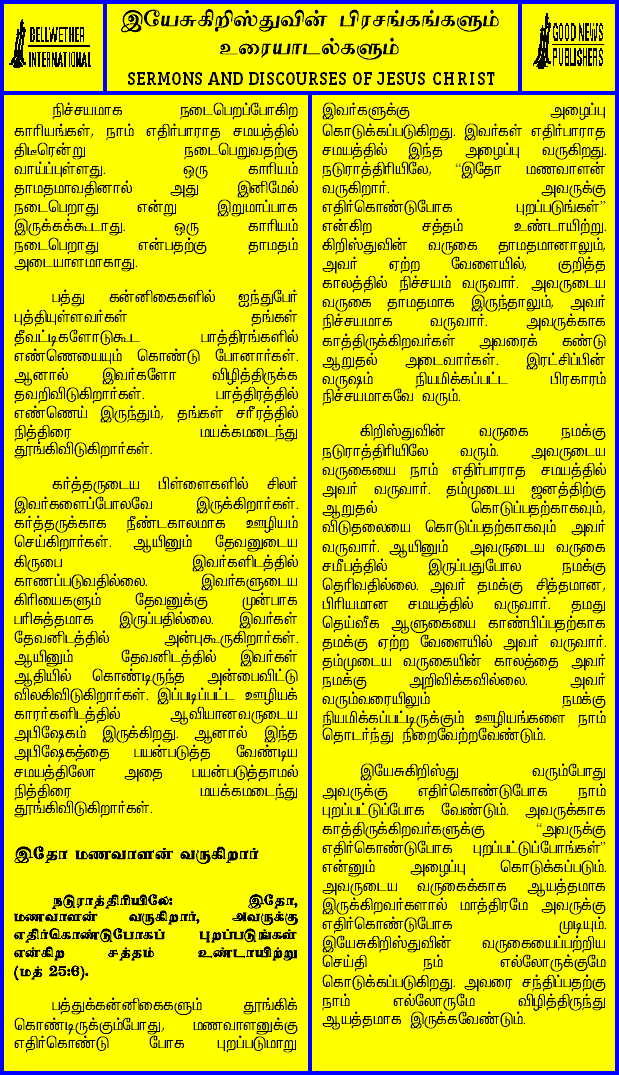 BELLWETHER
INTERNATIONAL
இயேசுகிறிஸ்துவின் பிரசங்கங்களும்
உரையாடல்களும்
SERMONS AND DISCOURSES OF JESUS CHRIST
GOOD NEWS
PUBLISHERS
நிச்சயமாக நடைபெறப்போகிற
காரியங்கள், நாம் எதிர்பாராத சமயத்தில்
திடீரென்று நடைபெறுவதற்கு
வாய்ப்புள்ளது. ஒரு காரியம்
தாமதமாவதினால் அது இனிமேல்
நடைபெறாது என்று இறுமாப்பாக
இருக்கக்கூடாது. ஒரு காரியம்
நடைபெறாது என்பதற்கு தாமதம்
அடையாளமாகாது.
பத்து கன்னிகைகளில் ஐந்துபேர்
புத்தியுள்ளவர்கள் தங்கள்
தீவட்டிகளோடுகூட பாத்திரங்களில்
எண்ணெயையும் கொண்டு போனார்கள்.
ஆனால் இவர்களோ விழித்திருக்க
தவறிவிடுகிறார்கள். பாத்திரத்தில்
எண்ணெய் இருந்தும், தங்கள் சரீரத்தில்
நித்திரை மயக்கமடைந்து
தூங்கிவிடுகிறார்கள்.
கர்த்தருடைய பிள்ளைகளில் சிலர்
இவர்களைப்போலவே இருக்கிறார்கள்.
கர்த்தருக்காக நீண்டகாலமாக ஊழியம்
செய்கிறார்கள். ஆயினும் தேவனுடைய
கிருபை இவர்களிடத்தில்
காணப்படுவதில்லை. இவர்களுடைய
கிரியைகளும் தேவனுக்கு முன்பாக
பரிசுத்தமாக இருப்பதில்லை. இவர்கள்
தேவனிடத்தில் அன்புகூருகிறார்கள்.
ஆயினும் தேவனிடத்தில் இவர்கள்
ஆதியில் கொண்டிருந்த அன்பைவிட்டு
விலகிவிடுகிறார்கள். இப்படிப்பட்ட ஊழியக்
காரர்களிடத்தில் ஆவியானவருடைய
அபிஷேகம் இருக்கிறது. ஆனால் இந்த
அபிஷேகத்தை பயன்படுத்த வேண்டிய
சமயத்திலோ அதை பயன்படுத்தாமல்
நித்திரை மயக்கமடைந்து
தூங்கிவிடுகிறார்கள்.
இதோ மணவாளன் வருகிறார்
நடுராத்திரியிலே: இதோ,
மணவாளன் வருகிறார், அவருக்கு
எதிர்கொண்டுபோகப் புறப்படுங்கள்
என்கிற சத்தம் உண்டாயிற்று
(மத் 25:6).
பத்துக்கன்னிகைகளும் தூங்கிக்
கொண்டிருக்கும்போது, மணவாளனுக்கு
எதிர்கொண்டு போக புறப்படுமாறு
இவர்களுக்கு அழைப்பு
கொடுக்கப்படுகிறது. இவர்கள் எதிர்பாராத
சமயத்தில் இந்த அழைப்பு வருகிறது.
நடுராத்திரியிலே, “இதோ மணவாளன்
வருகிறார். அவருக்கு
எதிர்கொண்டுபோக புறப்படுங்கள்”
என்கிற சத்தம் உண்டாயிற்று.
கிறிஸ்துவின் வருகை தாமதமானாலும்,
அவர் ஏற்ற வேளையில், குறித்த
காலத்தில் நிச்சயம் வருவார். அவருடைய
வருகை தாமதமாக இருந்தாலும், அவர்
நிச்சயமாக வருவார். அவருக்காக
காத்திருக்கிறவர்கள் அவரைக் கண்டு
ஆறுதல் அடைவார்கள். இரட்சிப்பின்
வருஷம் நியமிக்கப்பட்ட பிரகாரம்
நிச்சயமாகவே வரும்.
கிறிஸ்துவின் வருகை நமக்கு
நடுராத்திரியிலே வரும். அவருடைய
வருகையை நாம் எதிர்பாராத சமயத்தில்
அவர் வருவார். தம்முடைய ஜனத்திற்கு
ஆறுதல் கொடுப்பதற்காகவும்,
விடுதலையை கொடுப்பதற்காகவும் அவர்
வருவார். ஆயினும் அவருடைய வருகை
சமீபத்தில் இருப்பதுபோல நமக்கு
தெரிவதில்லை. அவர் தமக்கு சித்தமான,
பிரியமான சமயத்தில் வருவார். தமது
தெய்வீக ஆளுகையை காண்பிப்பதற்காக
தமக்கு ஏற்ற வேளையில் அவர் வருவார்.
தம்முடைய வருகையின் காலத்தை அவர்
நமக்கு அறிவிக்கவில்லை. அவர்
வரும்வரையிலும் நமக்கு
நியமிக்கப்பட்டிருக்கும் ஊழியங்களை நாம்
தொடர்ந்து நிறைவேற்றவேண்டும்.
இயேசுகிறிஸ்து வரும்போது
அவருக்கு எதிர்கொண்டுபோக நாம்
புறப்பட்டுப்போக வேண்டும். அவருக்காக
காத்திருக்கிறவர்களுக்கு “அவருக்கு
எதிர்கொண்டுபோக புறப்பட்டுப்போங்கள்”
என்னும் அழைப்பு கொடுக்கப்படும்.
அவருடைய வருகைக்காக ஆயத்தமாக
இருக்கிறவர்களால் மாத்திரமே அவருக்கு
எதிர்கொண்டுபோக முடியும்.
இயேசுகிறிஸ்துவின் வருகையைப்பற்றிய
செய்தி நம் எல்லோருக்குமே
கொடுக்கப்படுகிறது. அவரை சந்திப்பதற்கு
நாம் எல்லோருமே விழித்திருந்து
ஆயத்தமாக இருக்கவேண்டும்.